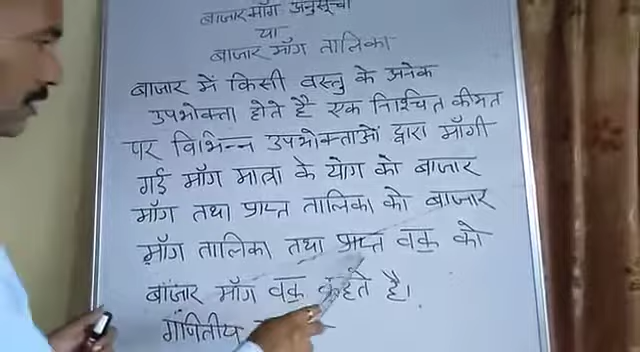 बाजार माँग अनुसूची
या
बाजार माँग तालिका
बाजार में किसी वस्तु के अनेक
उपभोक्ता होते है एक निश्चित कीमत
पर विभिन्न उपभोक्ताओं द्वारा माँगी
गई माँग मात्रा के योग को बाजार
माँग तथा प्राप्त तालिका को बाजार
माँग तालिका तथा प्राप्त वक्र को
बाजार माँग वक्र कहते है।
गणितीय